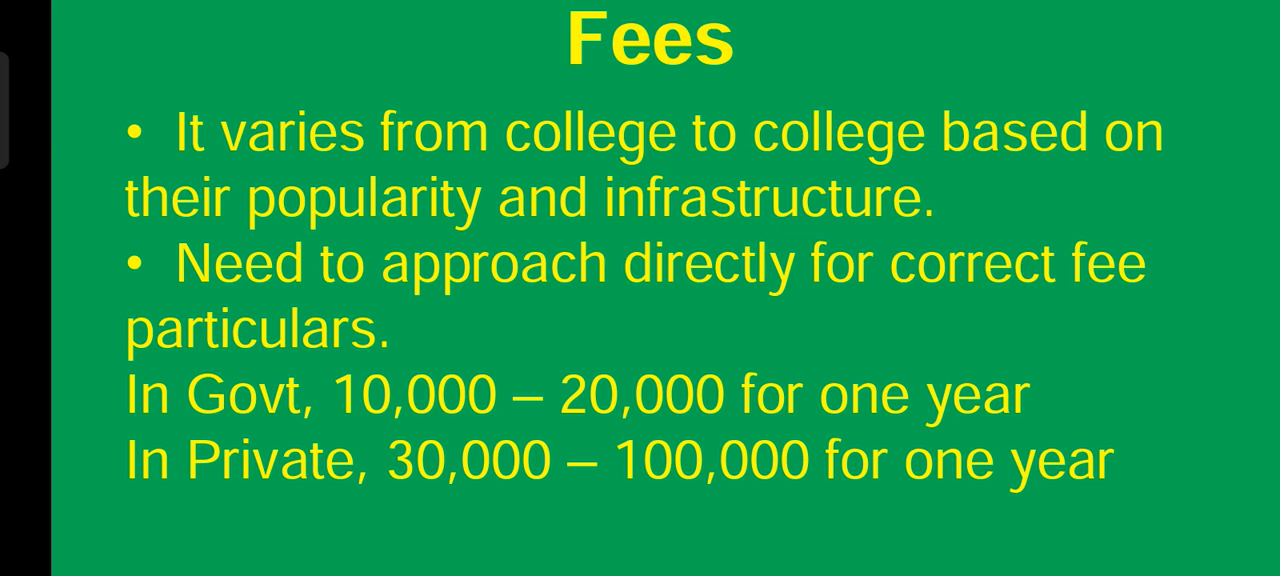 Fees
• It varies from college to college based on
their popularity and infrastructure.
• Need to approach directly for correct fee
particulars.
In Govt, 10,000 – 20,000 for one year
In Private, 30,000 – 100,000 for one year